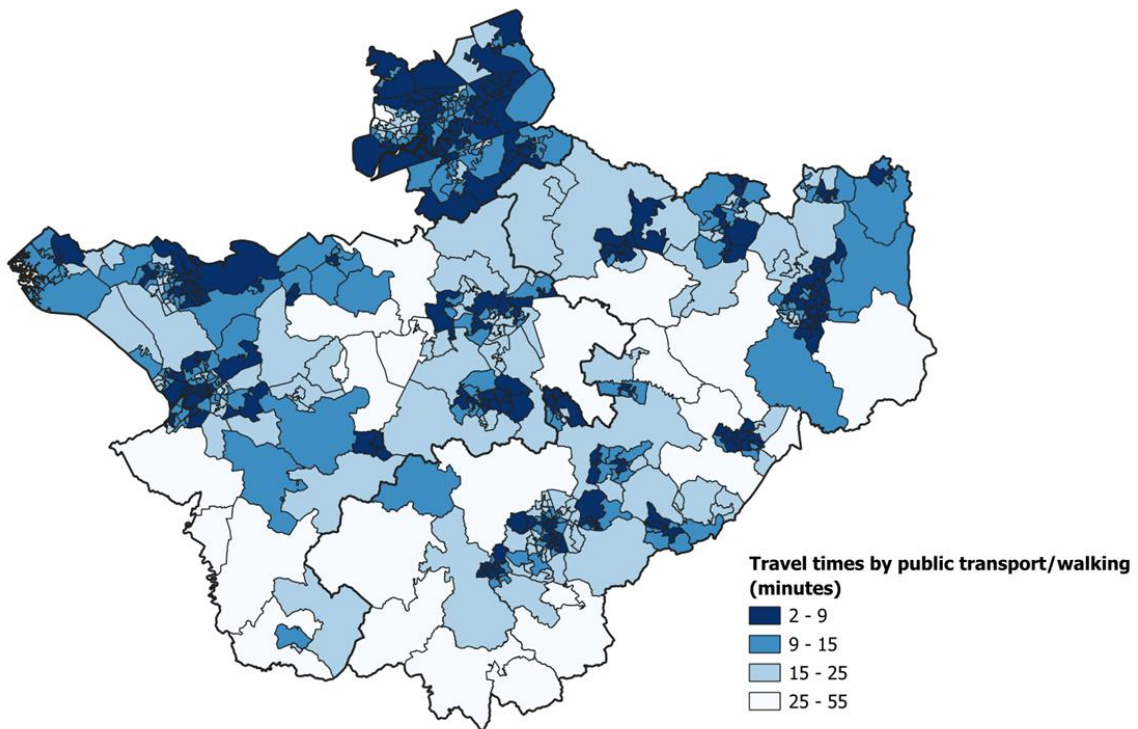 Travel times by public transport/walking
(minutes)
2 - 9
9 - 15
15 - 25
25 - 55